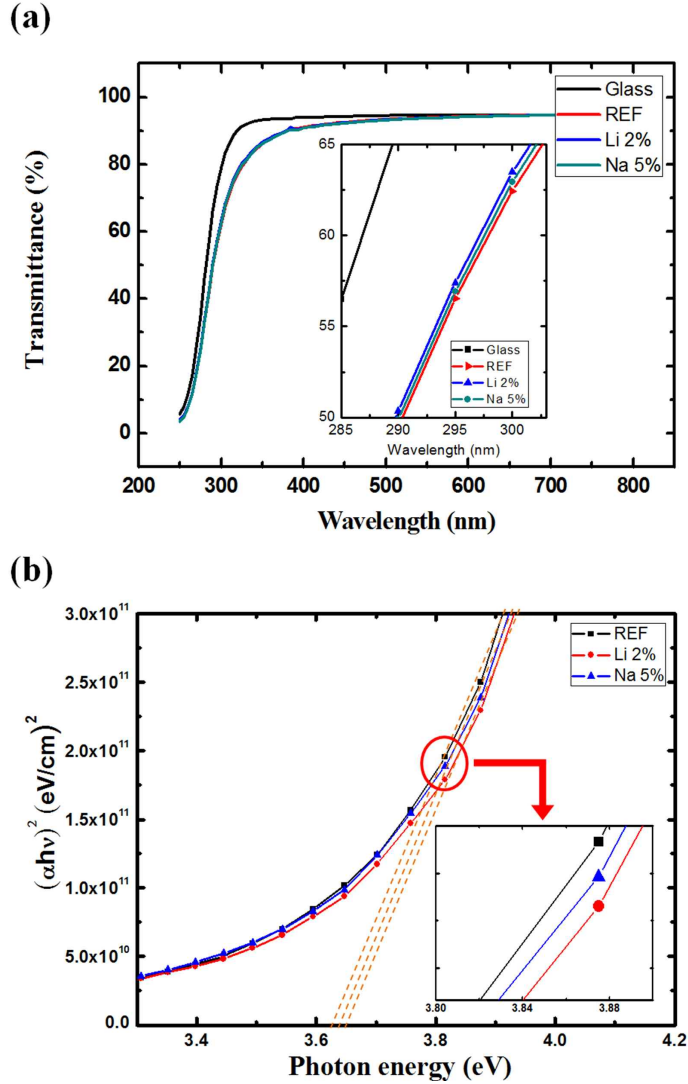 (a)
Transmittance (%)
100
80
60
40
20
0
200 300 400 500 600 700 800
Wavelength (nm)
Glass
REF
Li 2%
Na 5%
65
60
55
50
285 290 295 300
Wavelength (nm)
Glass
REF
Li 2%
Na 5%
(b)
(αhν)² (eV/cm)²
3.0x10¹¹
2.5x10¹¹
2.0x10¹¹
1.5x10¹¹
1.0x10¹¹
5.0x10¹⁰
0.0
3.4 3.6 3.8 4.0 4.2
Photon energy (eV)
REF
Li 2%
Na 5%
3.80 3.84 3.88